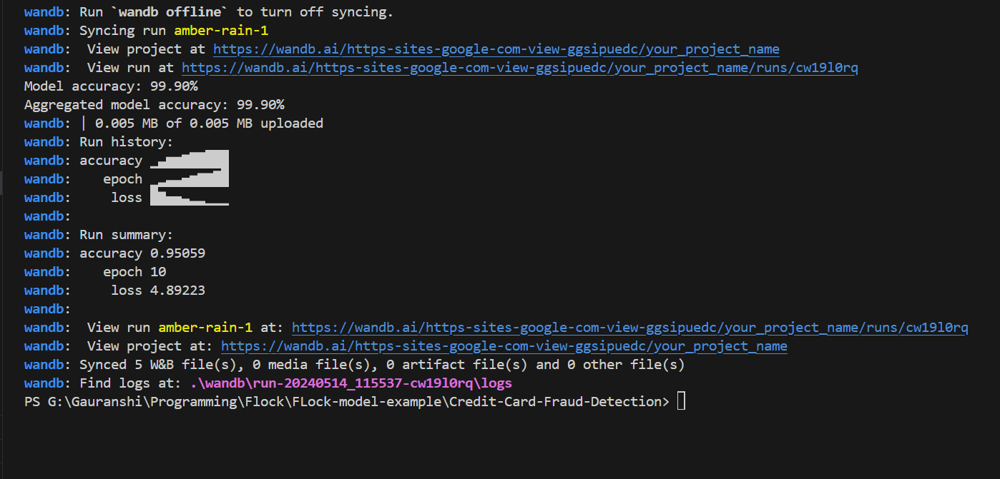 wandb: Run `wandb offline` to turn off syncing.
wandb: Syncing run amber-rain-1
wandb:  View project at https://wandb.ai/https-sites-google-com-view-ggsipuedc/your_project_name
wandb:  View run at https://wandb.ai/https-sites-google-com-view-ggsipuedc/your_project_name/runs/cw19l0rq
Model accuracy: 99.90%
Aggregated model accuracy: 99.90%
wandb: | 0.005 MB of 0.005 MB uploaded
wandb: Run history:
wandb: accuracy
wandb:    epoch
wandb:     loss
wandb:
wandb: Run summary:
wandb: accuracy 0.95059
wandb:    epoch 10
wandb:     loss 4.89223
wandb:
wandb:  View run amber-rain-1 at: https://wandb.ai/https-sites-google-com-view-ggsipuedc/your_project_name/runs/cw19l0rq
wandb:  View project at: https://wandb.ai/https-sites-google-com-view-ggsipuedc/your_project_name
wandb: Synced 5 W&B file(s), 0 media file(s), 0 artifact file(s) and 0 other file(s)
wandb: Find logs at: .\wandb\run-20240514_115537-cw19l0rq\logs
PS G:\Gauranshi\Programming\Flock\FLock-model-example\Credit-Card-Fraud-Detection>